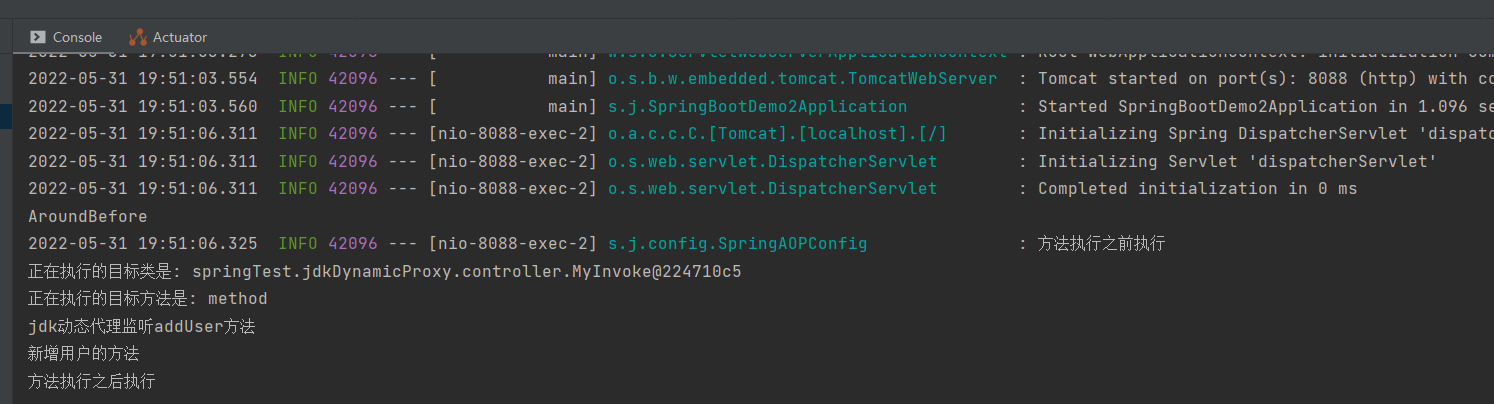 Console Actuator
2022-05-31 19:51:03.554  INFO 42096 --- [           main] o.s.b.w.embedded.tomcat.TomcatWebServer  : Tomcat started on port(s): 8088 (http) with co
2022-05-31 19:51:03.560  INFO 42096 --- [           main] s.j.SpringBootDemo2Application           : Started SpringBootDemo2Application in 1.096 se
2022-05-31 19:51:06.311  INFO 42096 --- [nio-8088-exec-2] o.a.c.c.C.[Tomcat].[localhost].[/]       : Initializing Spring DispatcherServlet 'dispatc
2022-05-31 19:51:06.311  INFO 42096 --- [nio-8088-exec-2] o.s.web.servlet.DispatcherServlet        : Initializing Servlet 'dispatcherServlet'
2022-05-31 19:51:06.311  INFO 42096 --- [nio-8088-exec-2] o.s.web.servlet.DispatcherServlet        : Completed initialization in 0 ms
AroundBefore
2022-05-31 19:51:06.325  INFO 42096 --- [nio-8088-exec-2] s.j.config.SpringAOPConfig               : 方法执行之前执行
正在执行的目标类是: springTest.jdkDynamicProxy.controller.MyInvoke@224710c5
正在执行的目标方法是: method
jdk动态代理监听addUser方法
新增用户的方法
方法执行之后执行